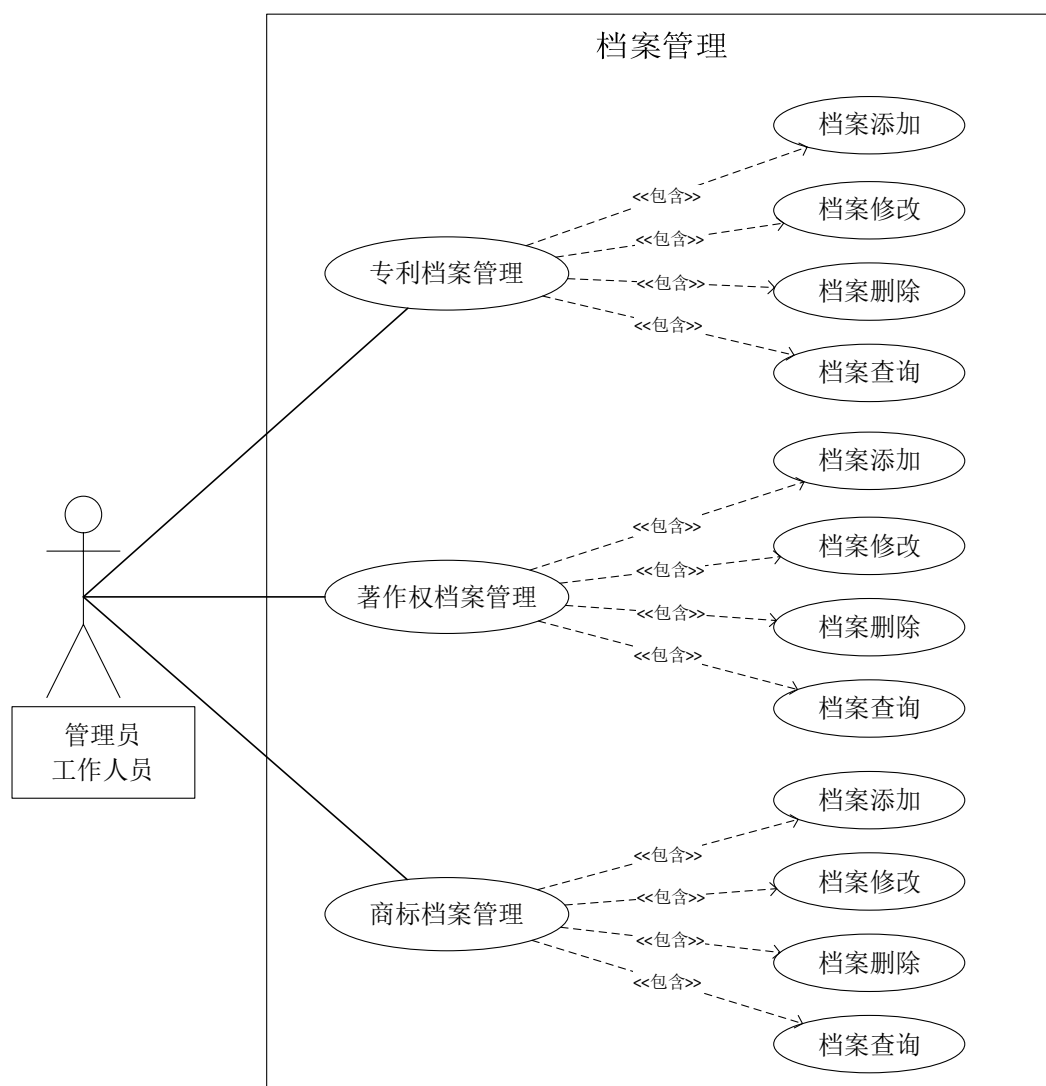 档案管理
档案添加
<<包含>>
档案修改
<<包含>>
专利档案管理
<<包含>>
档案删除
<<包含>>
档案查询
档案添加
<<包含>>
档案修改
<<包含>>
著作权档案管理
<<包含>>
档案删除
<<包含>>
档案查询
管理员
工作人员
档案添加
<<包含>>
档案修改
<<包含>>
商标档案管理
<<包含>>
档案删除
<<包含>>
档案查询